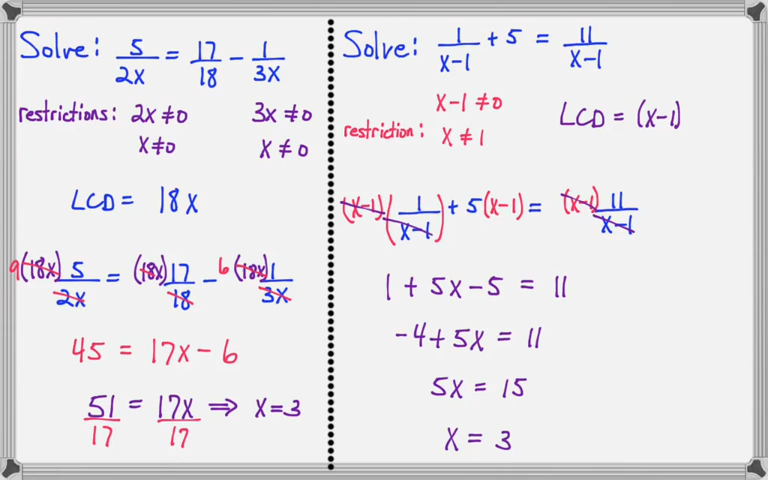 Solve: 5/2x = 17/18 - 1/3x
restrictions: 2x ≠ 0 3x ≠ 0
x ≠ 0 x ≠ 0
LCD = 18x
9(18x) 5/2x = (18x) 17/18 - 6(18x) 1/3x
45 = 17x - 6
51/17 = 17x/17 ⇒ x = 3
Solve: 1/(x-1) + 5 = 11/(x-1)
x-1 ≠ 0
restriction: x ≠ 1
LCD = (x-1)
(x-1)(1/(x-1)) + 5(x-1) = (x-1) 11/(x-1)
1 + 5x - 5 = 11
-4 + 5x = 11
5x = 15
x = 3